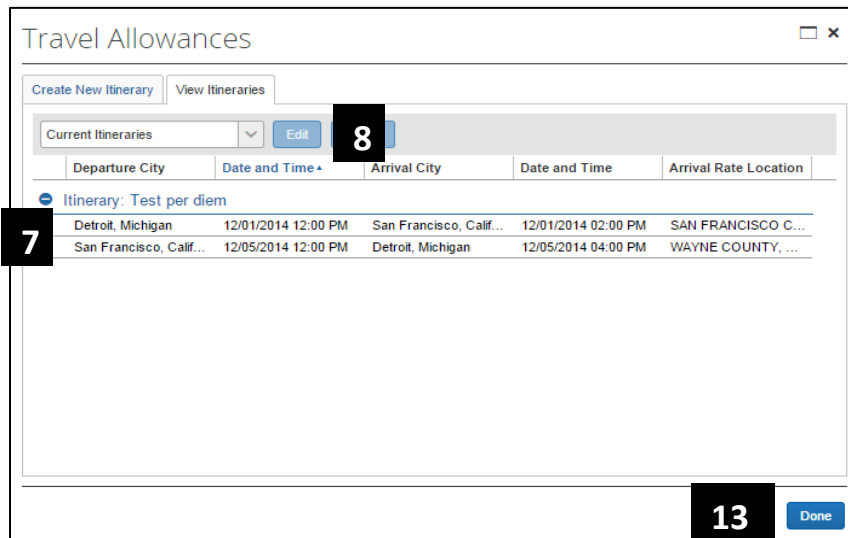 Travel Allowances
Create New Itinerary View Itineraries
Current Itineraries Edit 8
Departure City Date and Time Arrival City Date and Time Arrival Rate Location
Itinerary: Test per diem
7
Detroit, Michigan 12/01/2014 12:00 PM San Francisco, Calif... 12/01/2014 02:00 PM SAN FRANCISCO C...
San Francisco, Calif... 12/05/2014 12:00 PM Detroit, Michigan 12/05/2014 04:00 PM WAYNE COUNTY, ...
13 Done